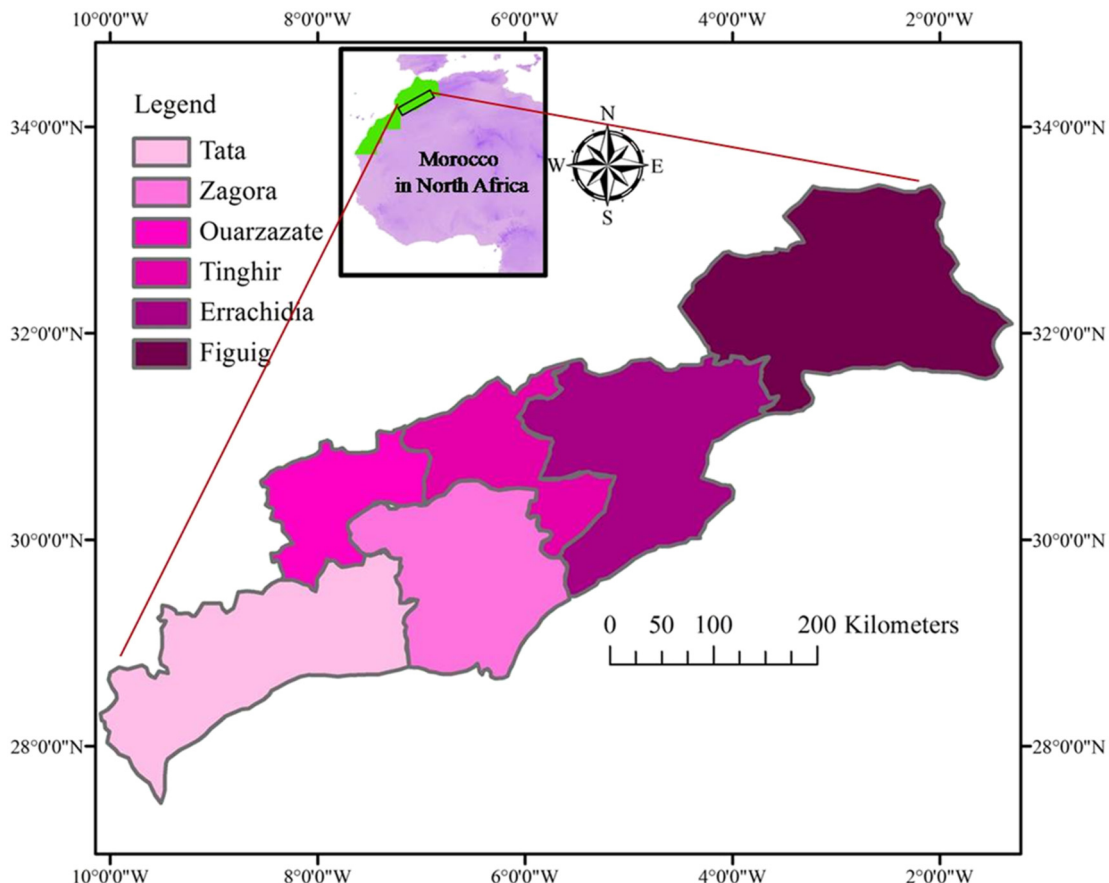 10°0'0"W 8°0'0"W 6°0'0"W 4°0'0"W 2°0'0"W
Legend
Tata
Zagora
Ouarzazate
Tinghir
Errachidia
Figuig
Morocco
in North Africa
N
W E
S
34°0'0"N 34°0'0"N
32°0'0"N 32°0'0"N
30°0'0"N 30°0'0"N
0 50 100 200 Kilometers
28°0'0"N 28°0'0"N
10°0'0"W 8°0'0"W 6°0'0"W 4°0'0"W 2°0'0"W